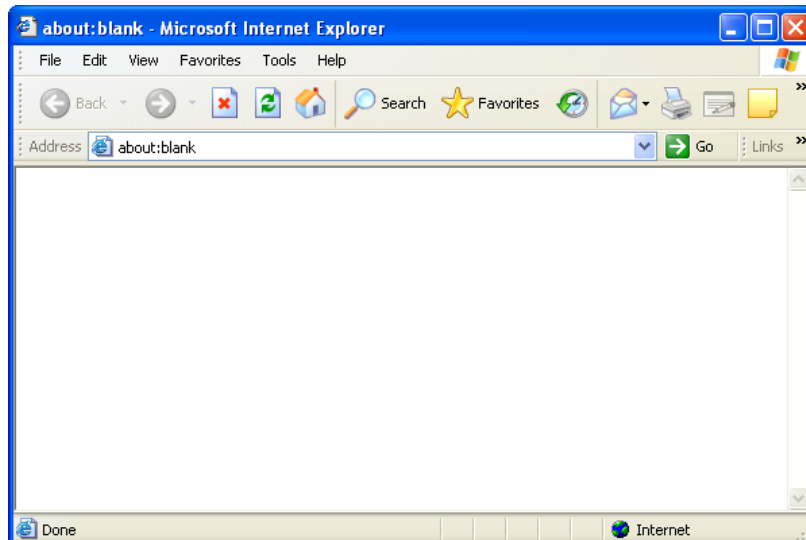 about:blank - Microsoft Internet Explorer
File Edit View Favorites Tools Help
Back Search Favorites
Address about:blank Go Links
Done Internet